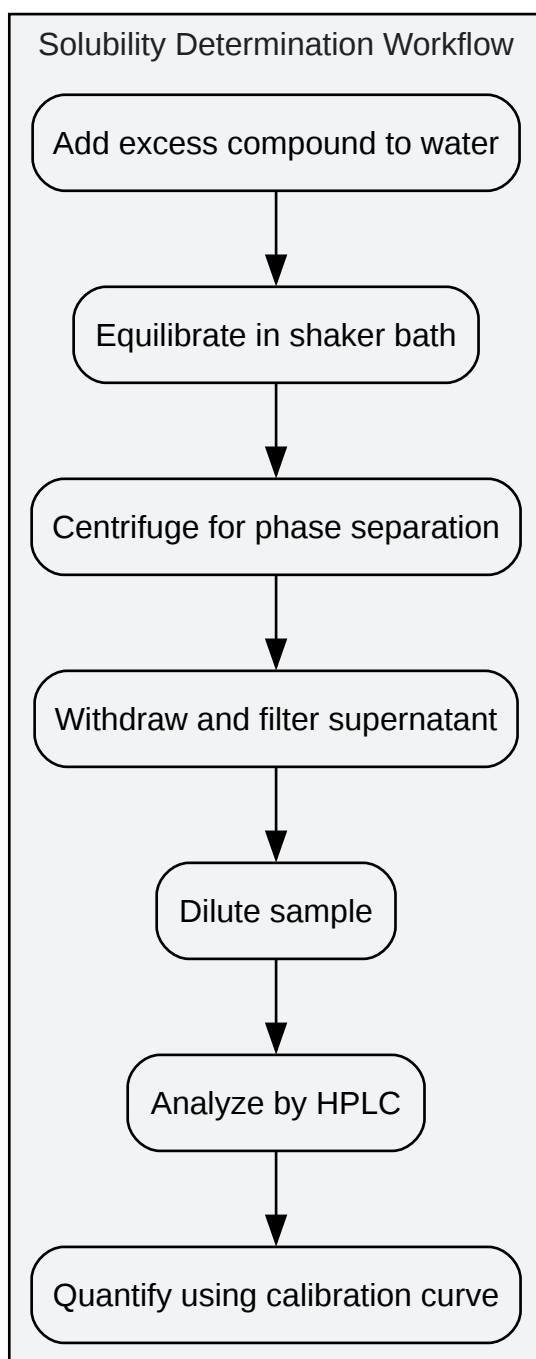 Solubility Determination Workflow
Add excess compound to water
Equilibrate in shaker bath
Centrifuge for phase separation
Withdraw and filter supernatant
Dilute sample
Analyze by HPLC
Quantify using calibration curve